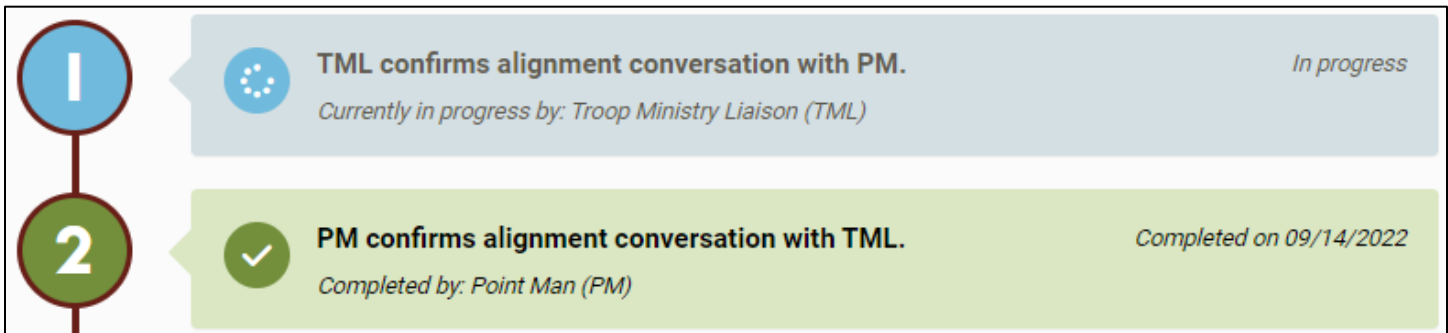 1
TML confirms alignment conversation with PM.
In progress
Currently in progress by: Troop Ministry Liaison (TML)
2
PM confirms alignment conversation with TML.
Completed on 09/14/2022
Completed by: Point Man (PM)